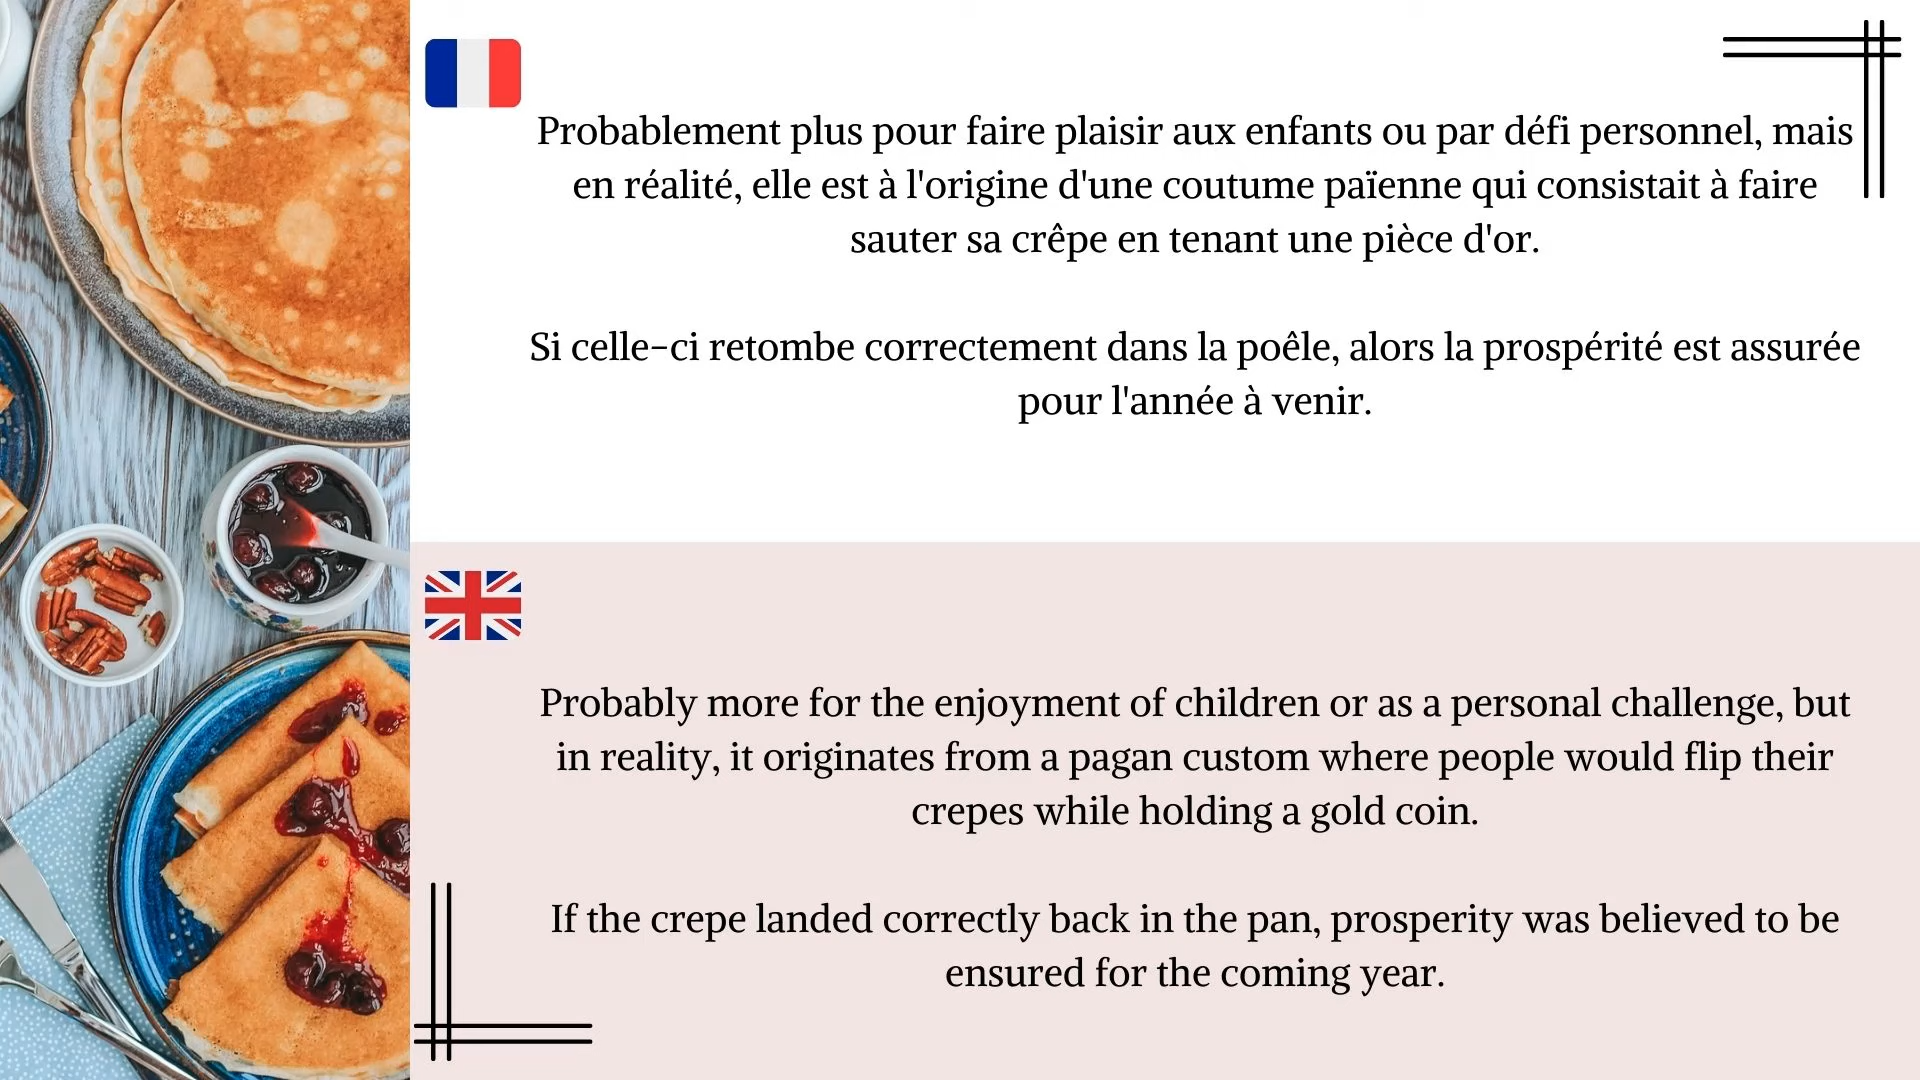 Probablement plus pour faire plaisir aux enfants ou par défi personnel, mais
en réalité, elle est à l'origine d'une coutume païenne qui consistait à faire
sauter sa crêpe en tenant une pièce d'or.
Si celle-ci retombe correctement dans la poêle, alors la prospérité est assurée
pour l'année à venir.
Probably more for the enjoyment of children or as a personal challenge, but
in reality, it originates from a pagan custom where people would flip their
crepes while holding a gold coin.
If the crepe landed correctly back in the pan, prosperity was believed to be
ensured for the coming year.